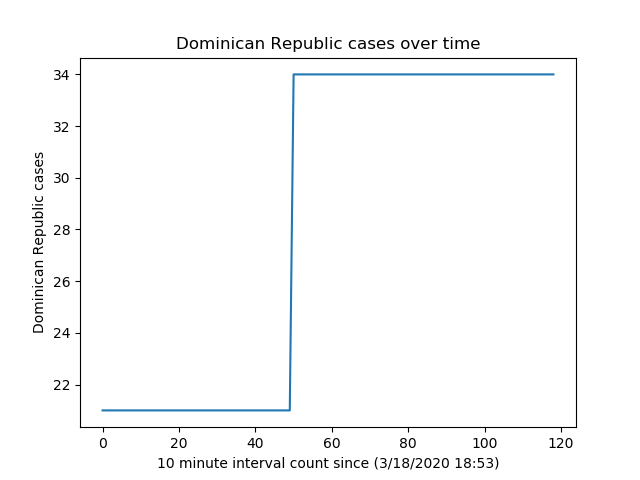 Dominican Republic cases over time
34
32
30
28
26
24
22
Dominican Republic cases
0 20 40 60 80 100 120
10 minute interval count since (3/18/2020 18:53)